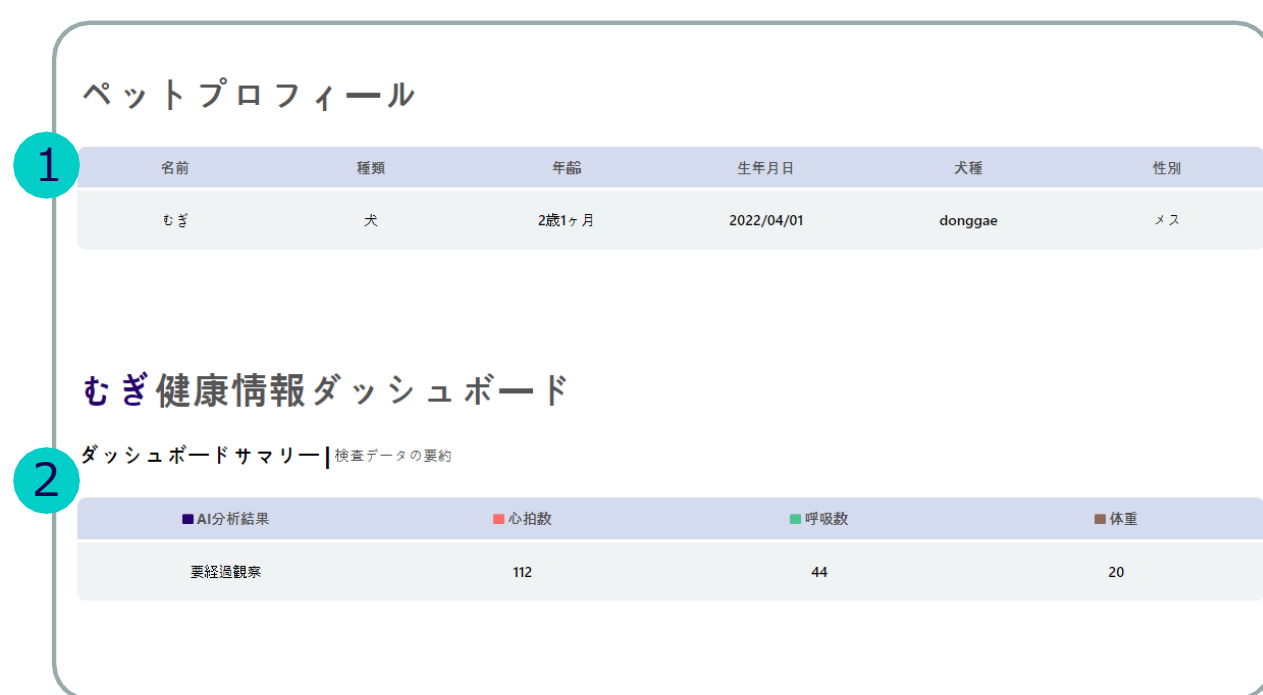 ペットプロフィール
1
名前 種類 年齢 生年月日 犬種 性別
むぎ 犬 2歳1ヶ月 2022/04/01 donggae メス
むぎ健康情報ダッシュボード
ダッシュボードサマリー|検査データの要約
2
AI分析結果 心拍数 呼吸数 体重
要経過観察 112 44 20